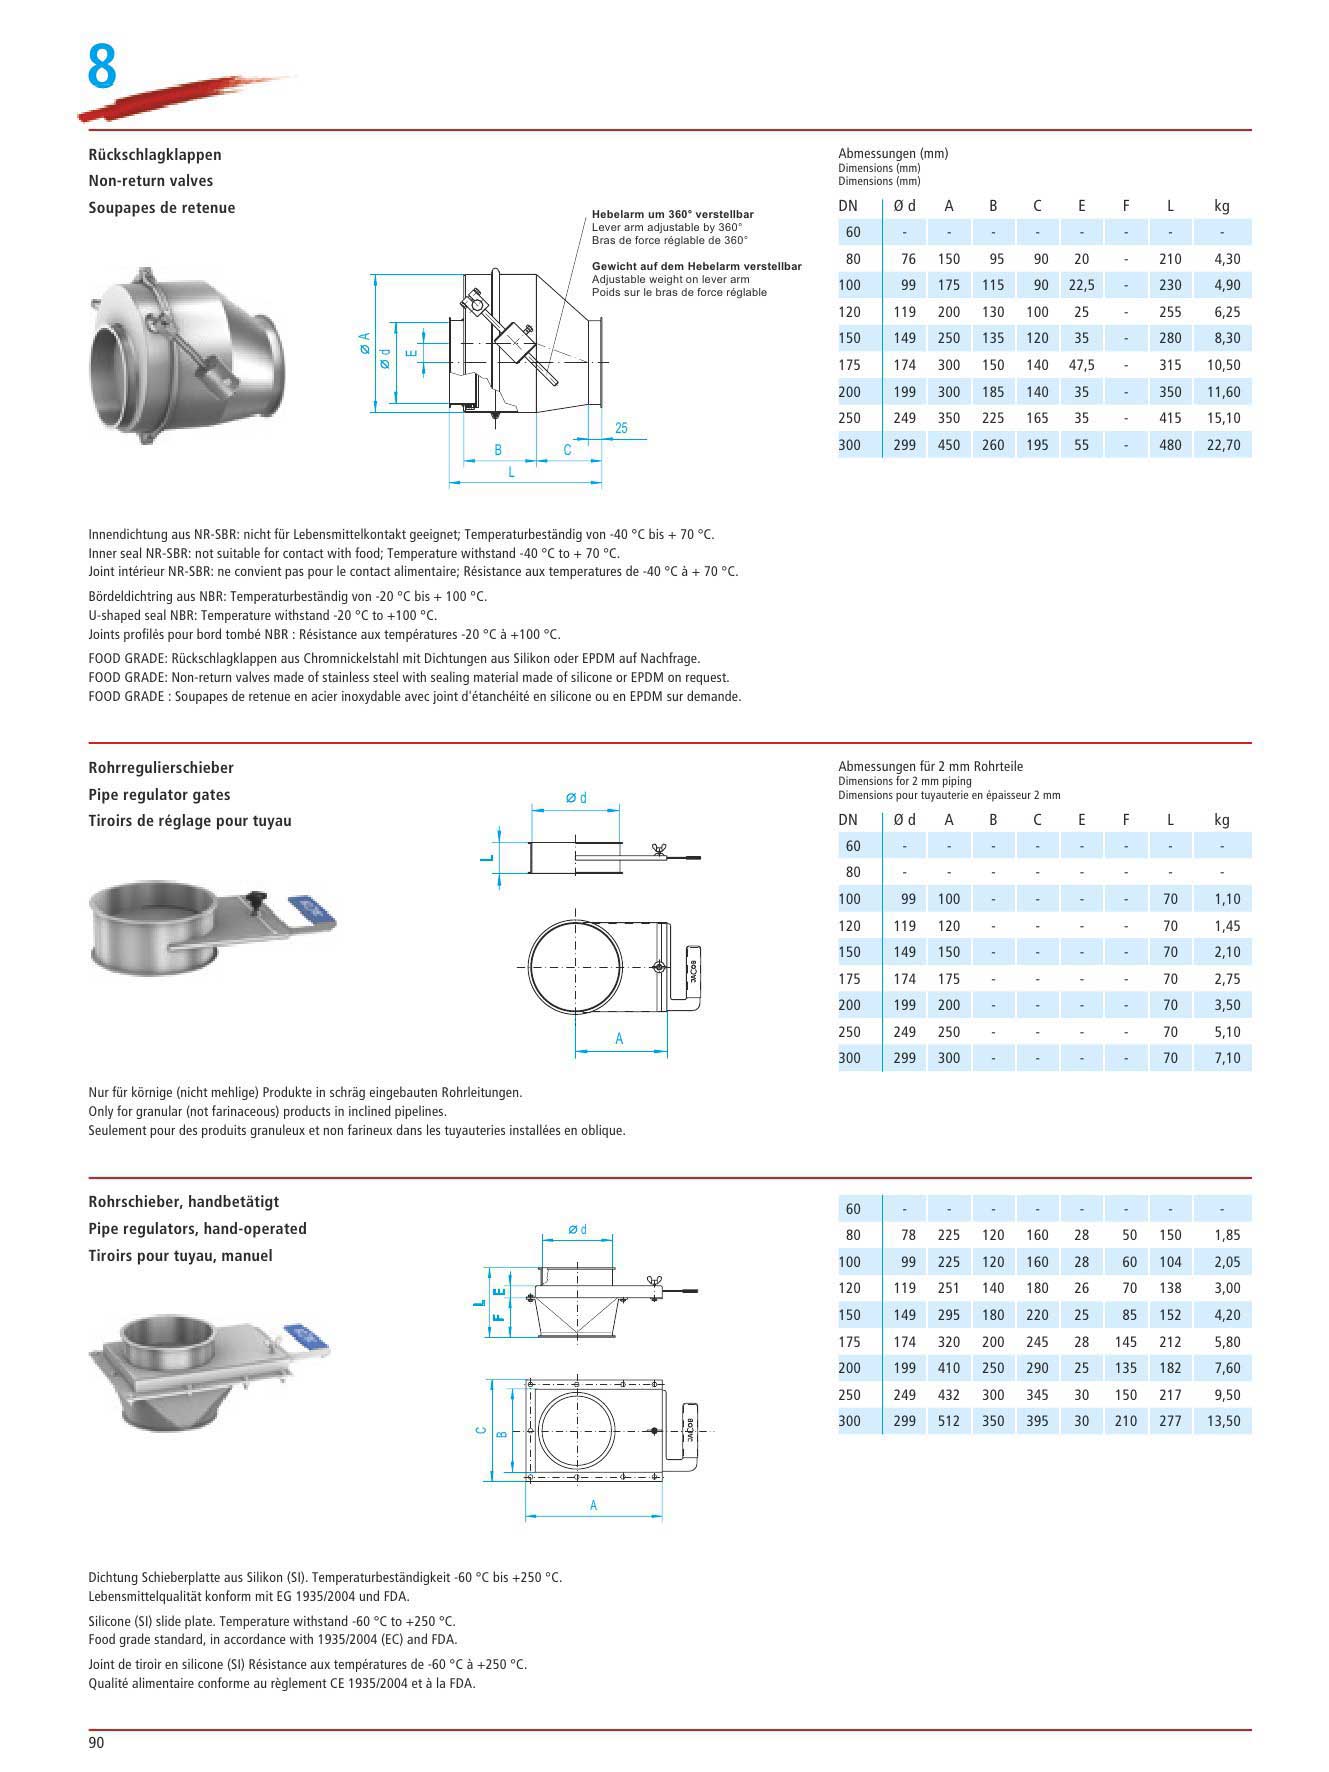 8
Rückschlagklappen
Non-return valves
Soupapes de retenue
Hebelarm um 360° verstellbar
Lever arm adjustable by 360°
Bras de force réglable de 360°
Gewicht auf dem Hebelarm verstellbar
Adjustable weight on lever arm
Poids sur le bras de force réglable
Ø A
Ø d
E
25
B
C
L
Abmessungen (mm)
Dimensions (mm)
Dimensions (mm)
DN Ø d A B C E F L kg
60 - - - - - - - -
80 76 150 95 90 20 - 210 4,30
100 99 175 115 90 22,5 - 230 4,90
120 119 200 130 100 25 - 255 6,25
150 149 250 135 120 35 - 280 8,30
175 174 300 150 140 47,5 - 315 10,50
200 199 300 185 140 35 - 350 11,60
250 249 350 225 165 35 - 415 15,10
300 299 450 260 195 55 - 480 22,70
Innendichtung aus NR-SBR: nicht für Lebensmittelkontakt geeignet; Temperaturbeständig von -40 °C bis + 70 °C.
Inner seal NR-SBR: not suitable for contact with food; Temperature withstand -40 °C to + 70 °C.
Joint intérieur NR-SBR: ne convient pas pour le contact alimentaire; Résistance aux temperatures de -40 °C à + 70 °C.
Bördeldichtring aus NBR: Temperaturbeständig von -20 °C bis + 100 °C.
U-shaped seal NBR: Temperature withstand -20 °C to +100 °C.
Joints profilés pour bord tombé NBR : Résistance aux températures -20 °C à +100 °C.
FOOD GRADE: Rückschlagklappen aus Chromnickelstahl mit Dichtungen aus Silikon oder EPDM auf Nachfrage.
FOOD GRADE: Non-return valves made of stainless steel with sealing material made of silicone or EPDM on request.
FOOD GRADE : Soupapes de retenue en acier inoxydable avec joint d'étanchéité en silicone ou en EPDM sur demande.
Rohrregulierschieber
Pipe regulator gates
Tiroirs de réglage pour tuyau
Ø d
L
JACOB
A
Abmessungen für 2 mm Rohrteile
Dimensions for 2 mm piping
Dimensions pour tuyauterie en épaisseur 2 mm
DN Ø d A B C E F L kg
60 - - - - - - - -
80 - - - - - - - -
100 99 100 - - - - 70 1,10
120 119 120 - - - - 70 1,45
150 149 150 - - - - 70 2,10
175 174 175 - - - - 70 2,75
200 199 200 - - - - 70 3,50
250 249 250 - - - - 70 5,10
300 299 300 - - - - 70 7,10
Nur für körnige (nicht mehlige) Produkte in schräg eingebauten Rohrleitungen.
Only for granular (not farinaceous) products in inclined pipelines.
Seulement pour des produits granuleux et non farineux dans les tuyauteries installées en oblique.
Rohrschieber, handbetätigt
Pipe regulators, hand-operated
Tiroirs pour tuyau, manuel
Ø d
L
E
F
C
B
JACOB
A
60 - - - - - - - -
80 78 225 120 160 28 50 150 1,85
100 99 225 120 160 28 60 104 2,05
120 119 251 140 180 26 70 138 3,00
150 149 295 180 220 25 85 152 4,20
175 174 320 200 245 28 145 212 5,80
200 199 410 250 290 25 135 182 7,60
250 249 432 300 345 30 150 217 9,50
300 299 512 350 395 30 210 277 13,50
Dichtung Schieberplatte aus Silikon (SI). Temperaturbeständigkeit -60 °C bis +250 °C.
Lebensmittelqualität konform mit EG 1935/2004 und FDA.
Silicone (SI) slide plate. Temperature withstand -60 °C to +250 °C.
Food grade standard, in accordance with 1935/2004 (EC) and FDA.
Joint de tiroir en silicone (SI) Résistance aux températures de -60 °C à +250 °C.
Qualité alimentaire conforme au règlement CE 1935/2004 et à la FDA.
90